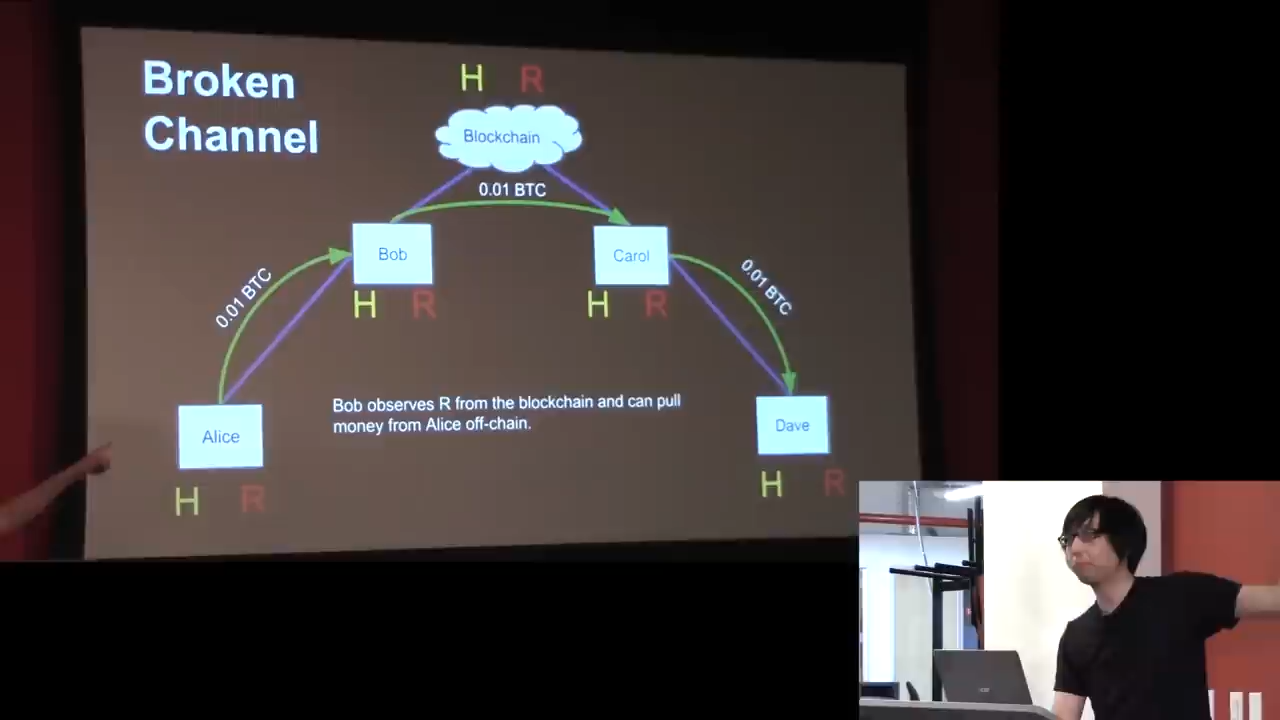 Broken
Channel
H R
Blockchain
0.01 BTC
Bob
Carol
H R
H R
0.01 BTC
0.01 BTC
Bob observes R from the blockchain and can pull
money from Alice off-chain.
Alice
Dave
H R
H R